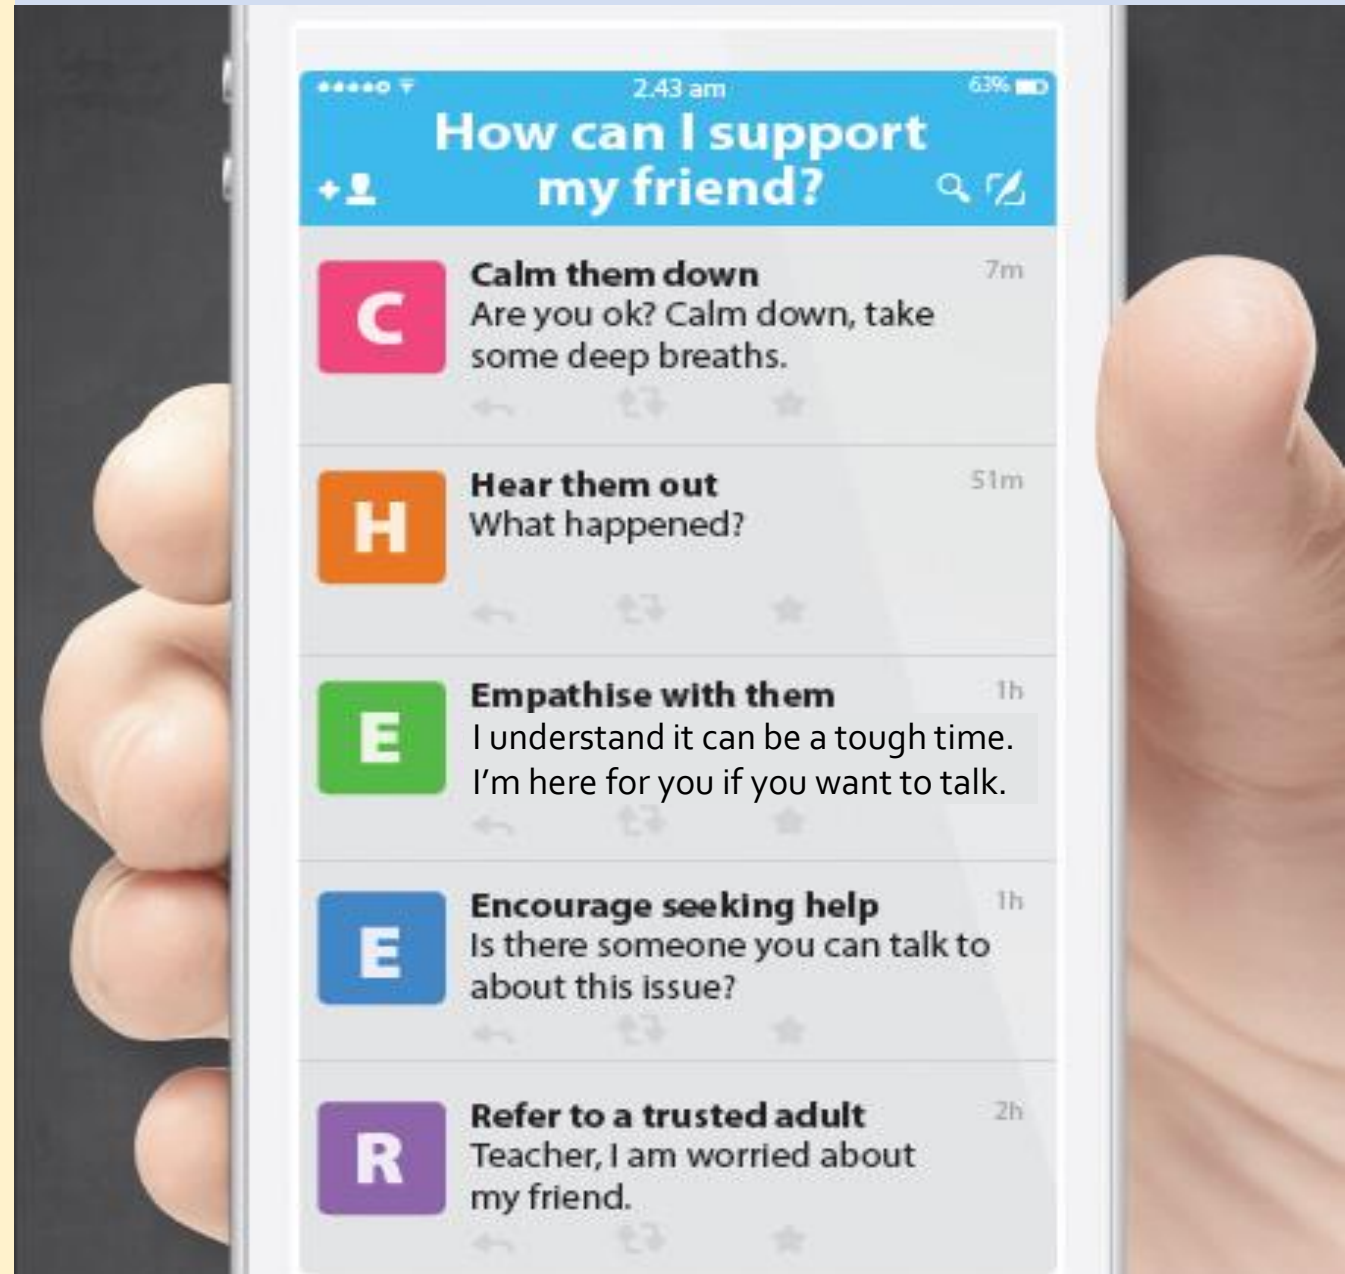 2.43 am
63%
How can I support
my friend?
C
Calm them down
7m
Are you ok? Calm down, take
some deep breaths.
H
Hear them out
51m
What happened?
E
Empathise with them
1h
I understand it can be a tough time.
I'm here for you if you want to talk.
E
Encourage seeking help
1h
Is there someone you can talk to
about this issue?
R
Refer to a trusted adult
2h
Teacher, I am worried about
my friend.